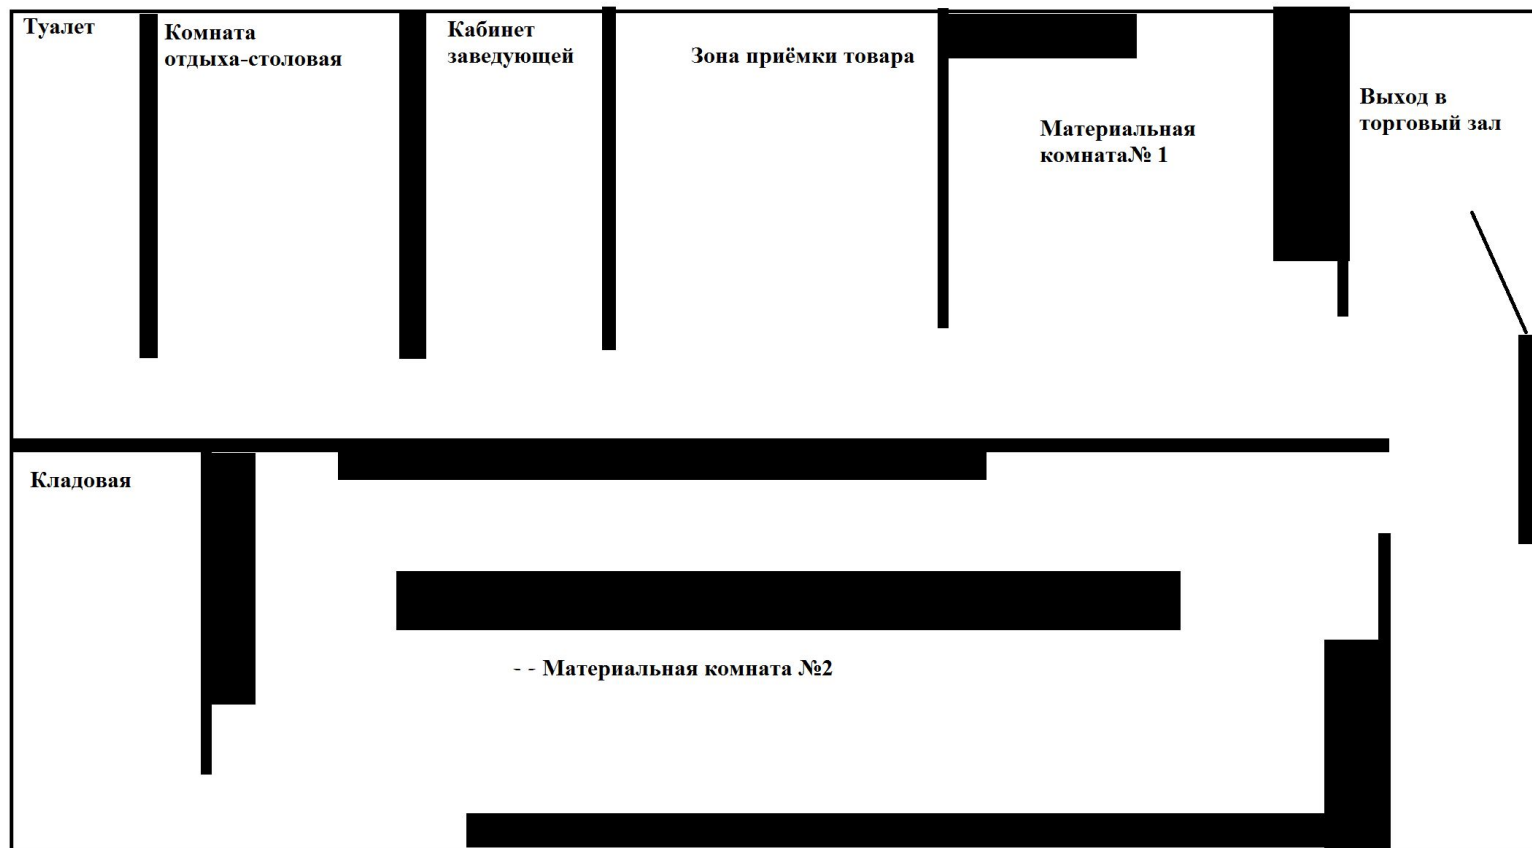 Туалет
Комната
отдыха-столовая
Кабинет
заведующей
Зона приёмки товара
Материальная
комната№ 1
Выход в
торговый зал
Кладовая
- - Материальная комната №2